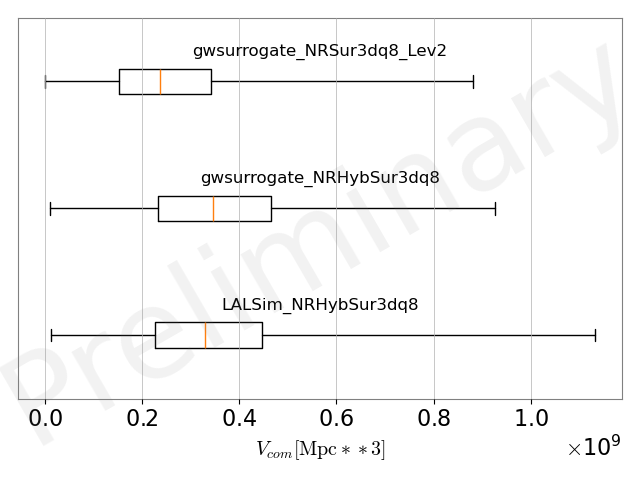 gwsurrogate_NRSur3dq8_Lev2
gwsurrogate_NRHybSur3dq8
LALSim_NRHybSur3dq8
Preliminary
0.0 0.2 0.4 0.6 0.8 1.0
×10⁹
V_com[Mpc∗∗3]